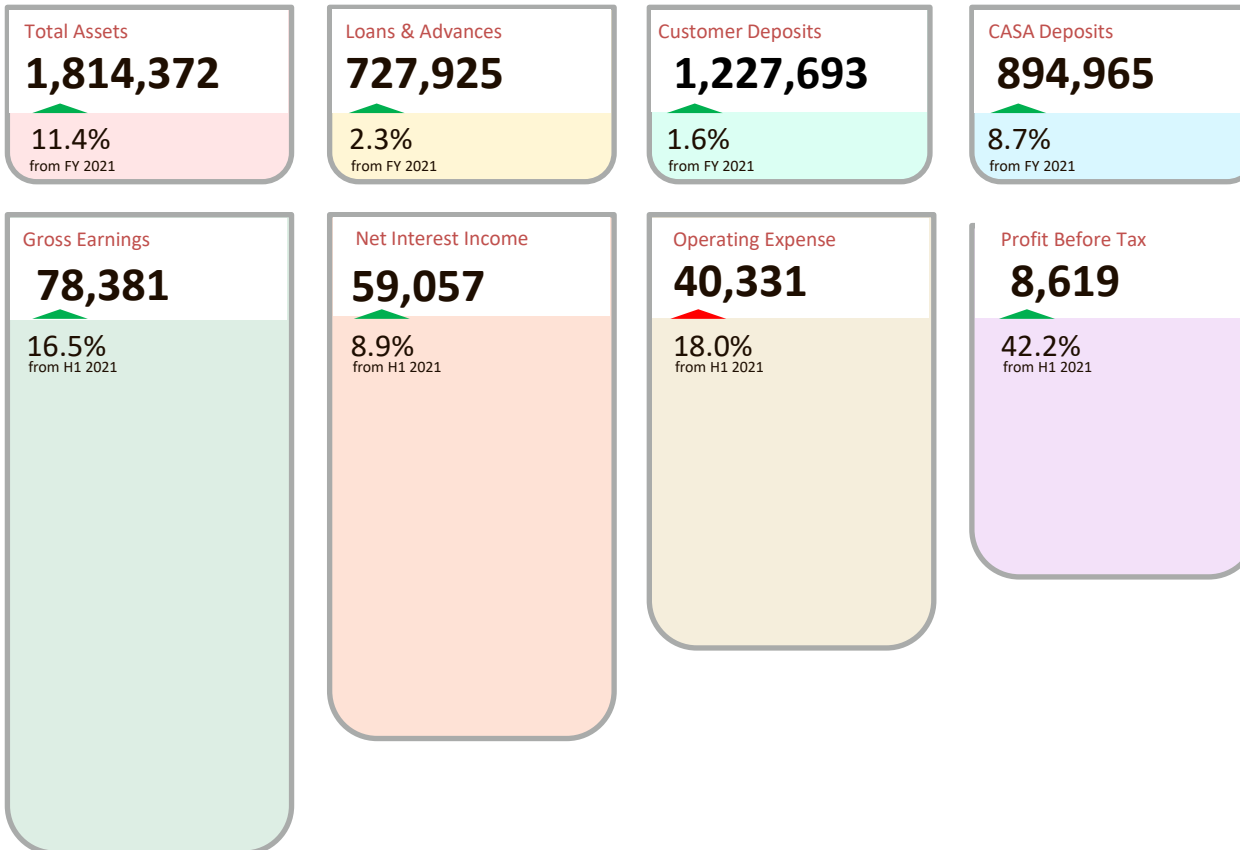 Total Assets
1,814,372
11.4%
from FY 2021
Loans & Advances
727,925
2.3%
from FY 2021
Customer Deposits
1,227,693
1.6%
from FY 2021
CASA Deposits
894,965
8.7%
from FY 2021
Gross Earnings
78,381
16.5%
from H1 2021
Net Interest Income
59,057
8.9%
from H1 2021
Operating Expense
40,331
18.0%
from H1 2021
Profit Before Tax
8,619
42.2%
from H1 2021